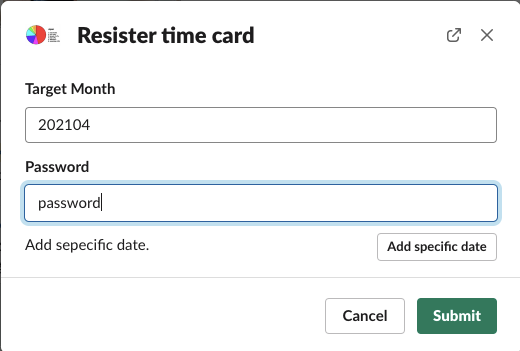 Resister time card
Target Month
202104
Password
password
Add sepecific date.
Add specific date
Cancel
Submit